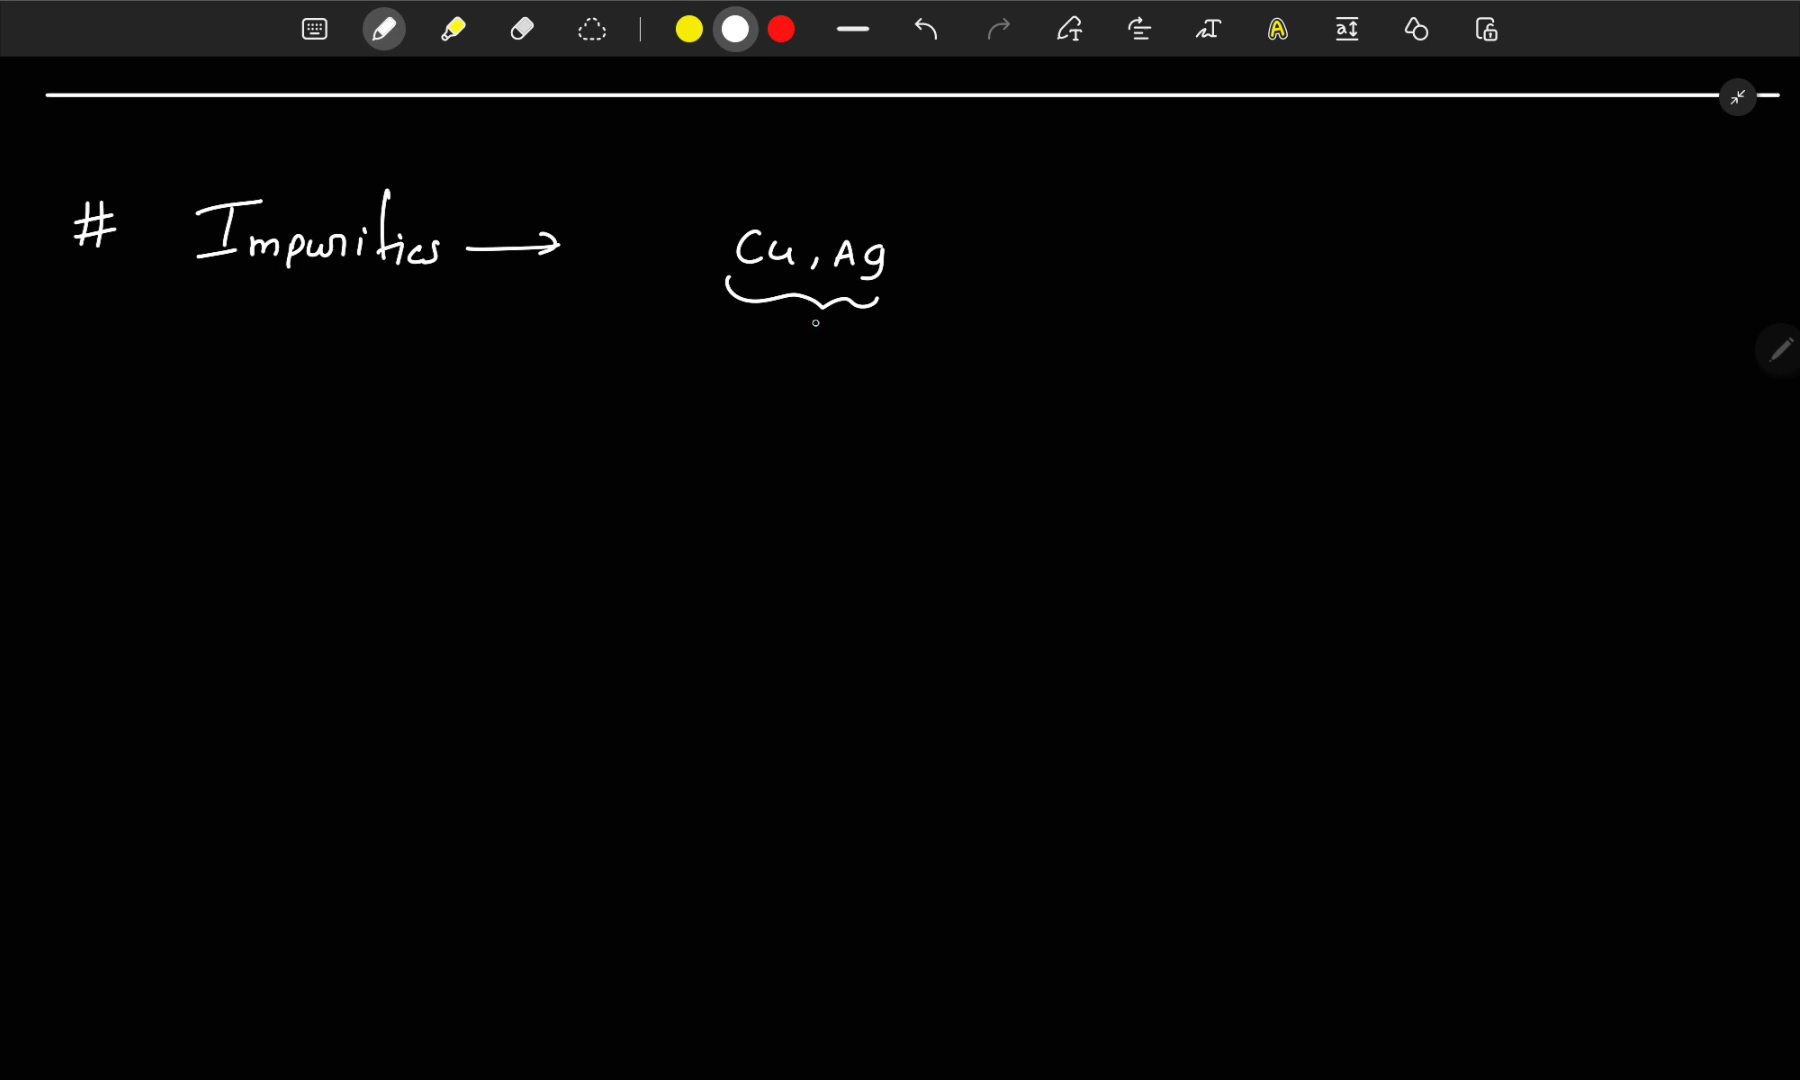 # Impurities → Cu, Ag